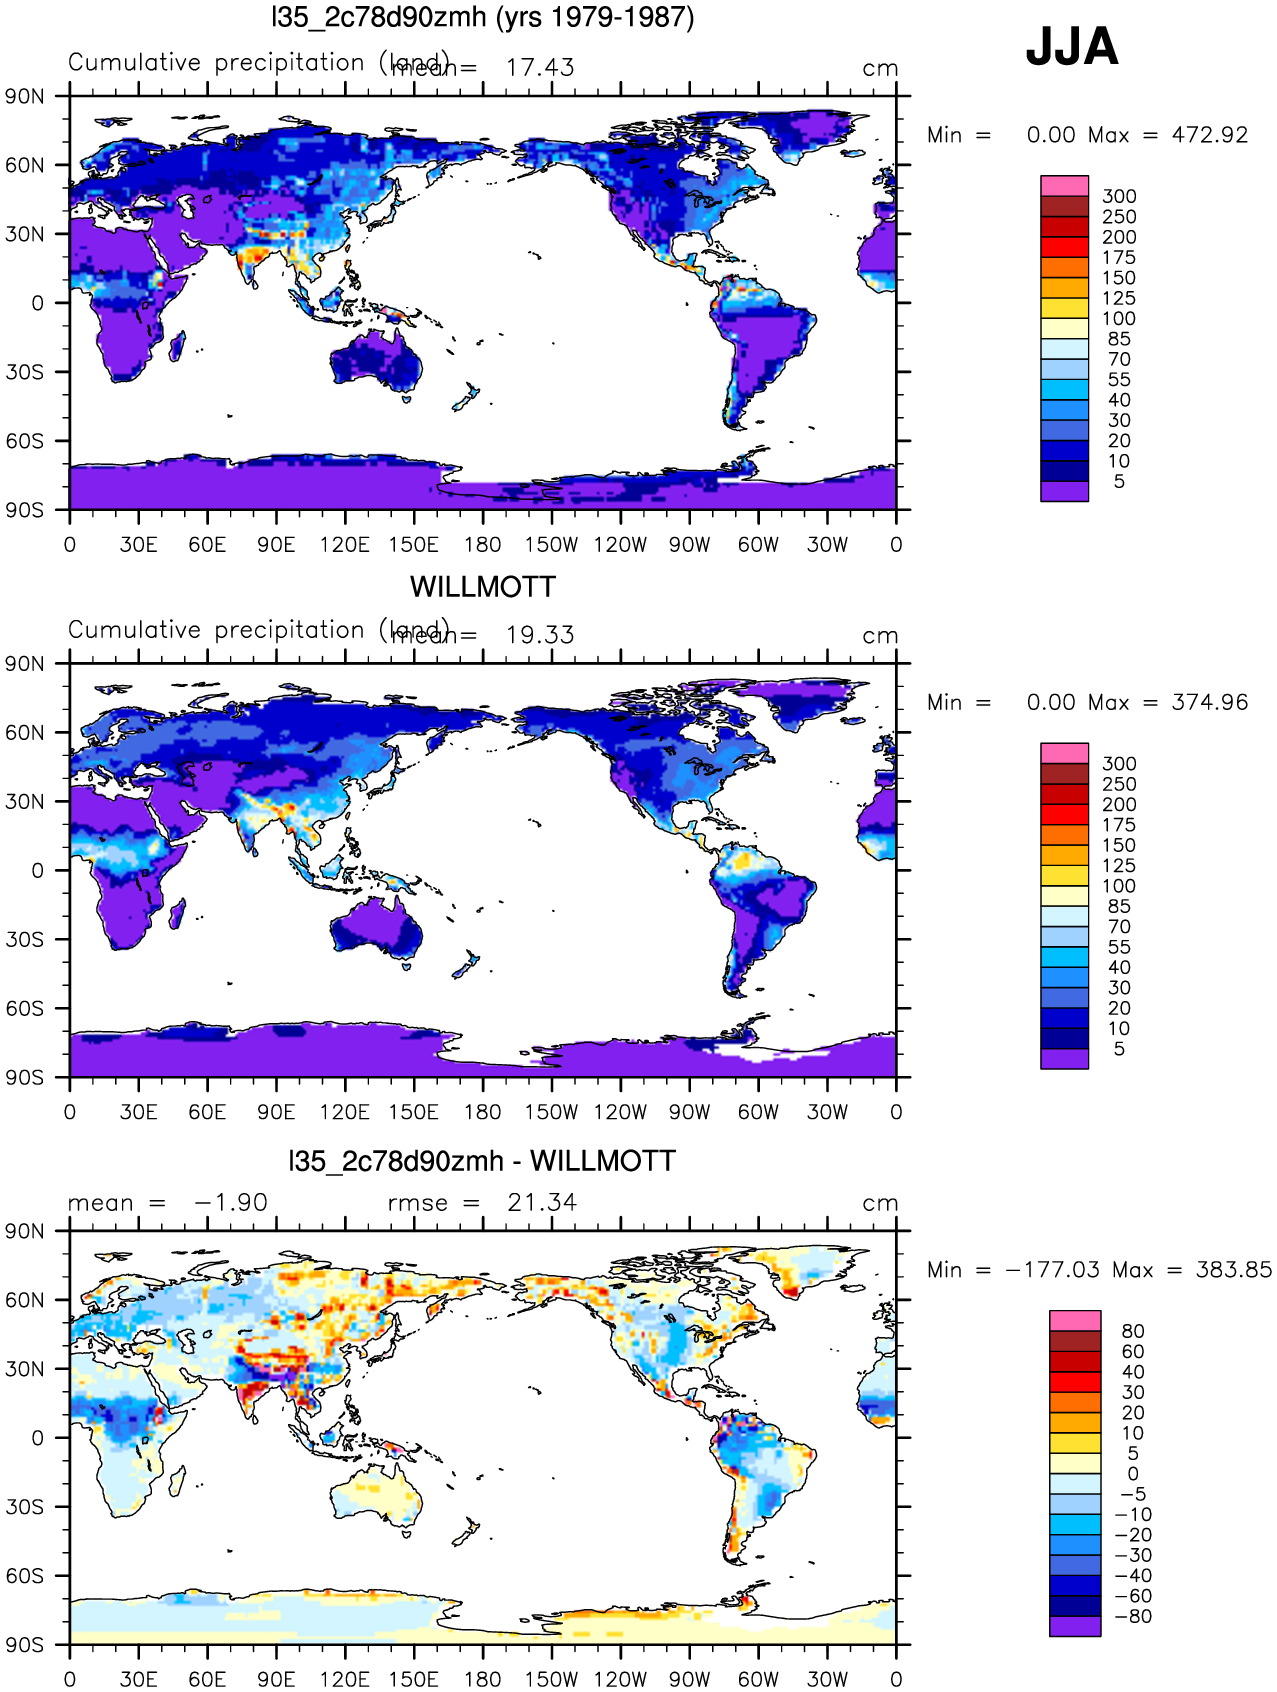 l35_2c78d90zmh (yrs 1979-1987)
JJA
Cumulative precipitation (land) mean= 17.43 cm
Min = 0.00 Max = 472.92
90N
60N
30N
0
30S
60S
90S
0 30E 60E 90E 120E 150E 180 150W 120W 90W 60W 30W 0
300
250
200
175
150
125
100
85
70
55
40
30
20
10
5
WILLMOTT
Cumulative precipitation (land) mean= 19.33 cm
Min = 0.00 Max = 374.96
90N
60N
30N
0
30S
60S
90S
0 30E 60E 90E 120E 150E 180 150W 120W 90W 60W 30W 0
300
250
200
175
150
125
100
85
70
55
40
30
20
10
5
l35_2c78d90zmh - WILLMOTT
mean = −1.90 rmse = 21.34 cm
Min = −177.03 Max = 383.85
90N
60N
30N
0
30S
60S
90S
0 30E 60E 90E 120E 150E 180 150W 120W 90W 60W 30W 0
80
60
40
30
20
10
5
0
−5
−10
−20
−30
−40
−60
−80